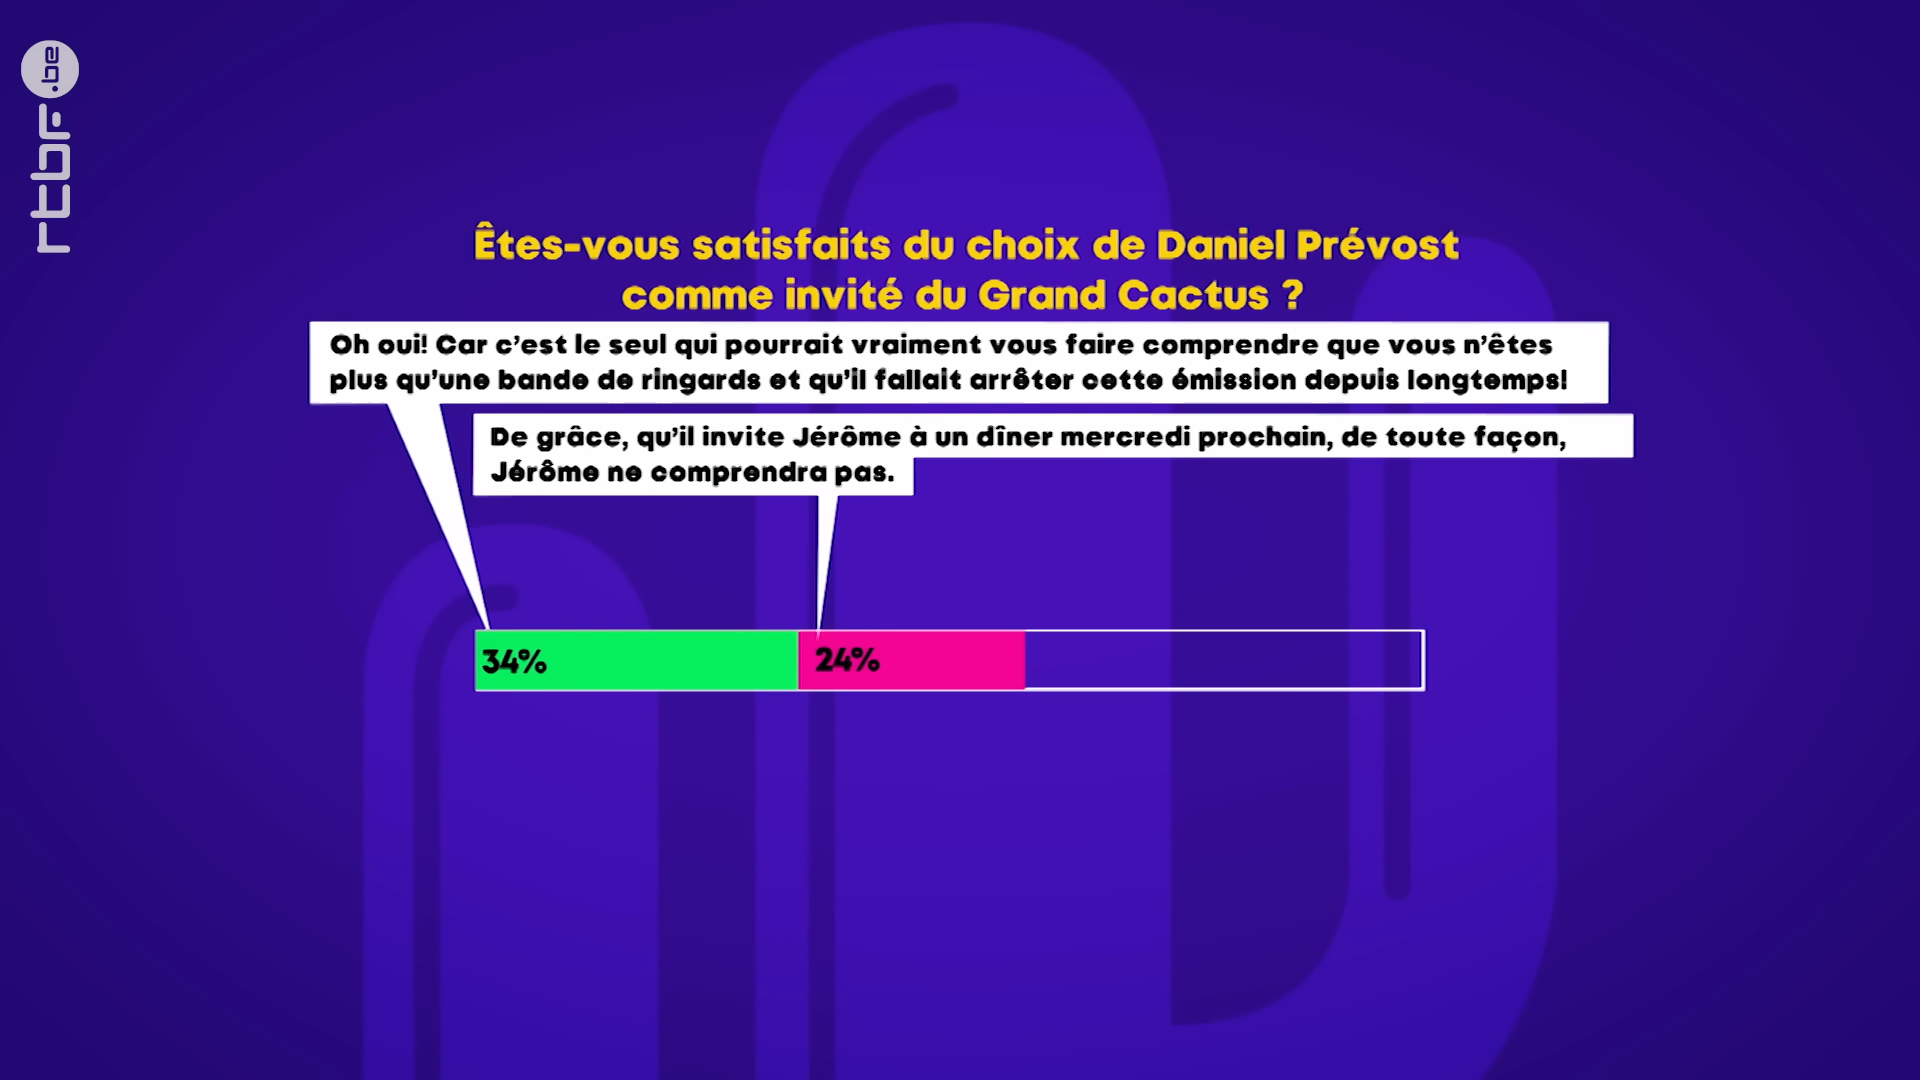 rtbf.be
Êtes-vous satisfaits du choix de Daniel Prévost
comme invité du Grand Cactus ?
Oh oui! Car c'est le seul qui pourrait vraiment vous faire comprendre que vous n'êtes
plus qu'une bande de ringards et qu'il fallait arrêter cette émission depuis longtemps!
De grâce, qu'il invite Jérôme à un dîner mercredi prochain, de toute façon,
Jérôme ne comprendra pas.
34%
24%